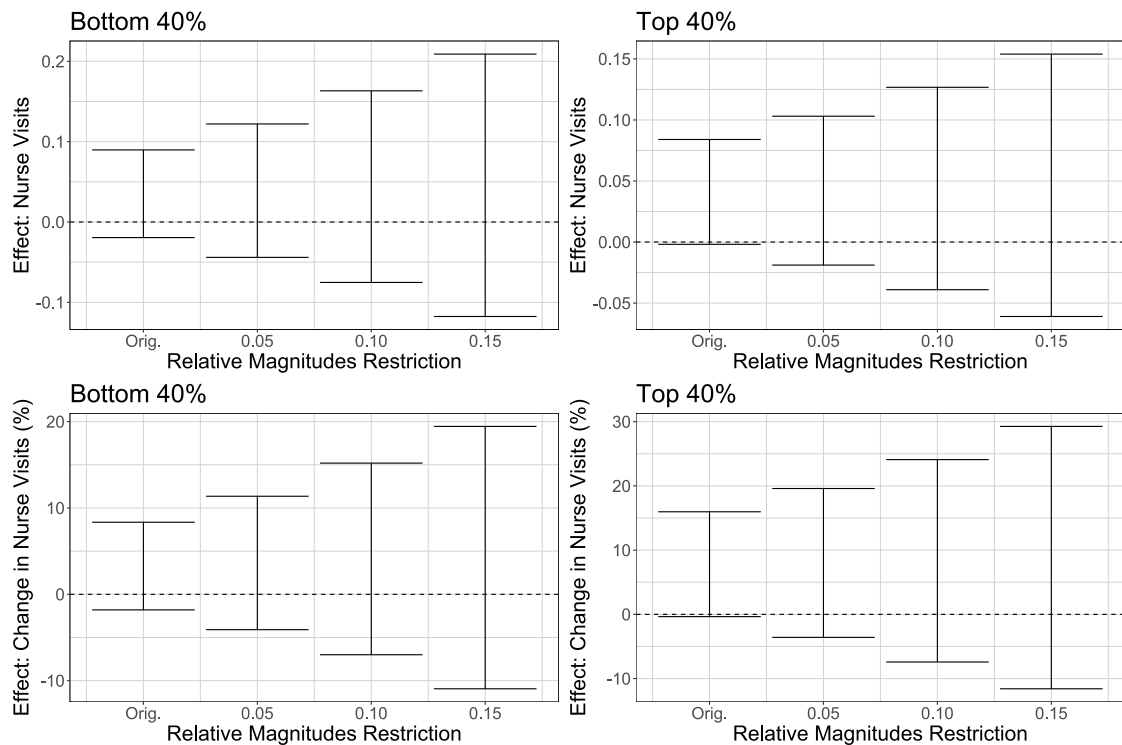 Bottom 40%
Effect: Nurse Visits
0.2
0.1
0.0
-0.1
Orig. 0.05 0.10 0.15
Relative Magnitudes Restriction
Top 40%
Effect: Nurse Visits
0.15
0.10
0.05
0.00
-0.05
Orig. 0.05 0.10 0.15
Relative Magnitudes Restriction
Bottom 40%
Effect: Change in Nurse Visits (%)
20
10
0
-10
Orig. 0.05 0.10 0.15
Relative Magnitudes Restriction
Top 40%
Effect: Change in Nurse Visits (%)
30
20
10
0
-10
Orig. 0.05 0.10 0.15
Relative Magnitudes Restriction